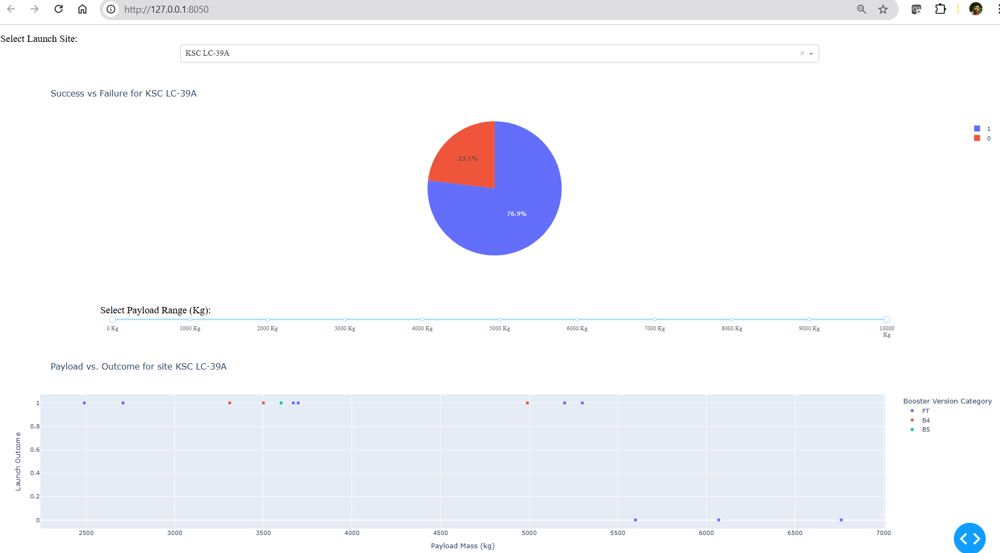 http://127.0.0.1:8050
Select Launch Site:
KSC LC-39A
×
Success vs Failure for KSC LC-39A
1
0
23.1%
76.9%
Select Payload Range (Kg):
0 Kg 1000 Kg 2000 Kg 3000 Kg 4000 Kg 5000 Kg 6000 Kg 7000 Kg 8000 Kg 9000 Kg 10000
Kg
Payload vs. Outcome for site KSC LC-39A
Booster Version Category
FT
B4
B5
Launch Outcome
1
0.8
0.6
0.4
0.2
0
2500 3000 3500 4000 4500 5000 5500 6000 6500 7000
Payload Mass (kg)